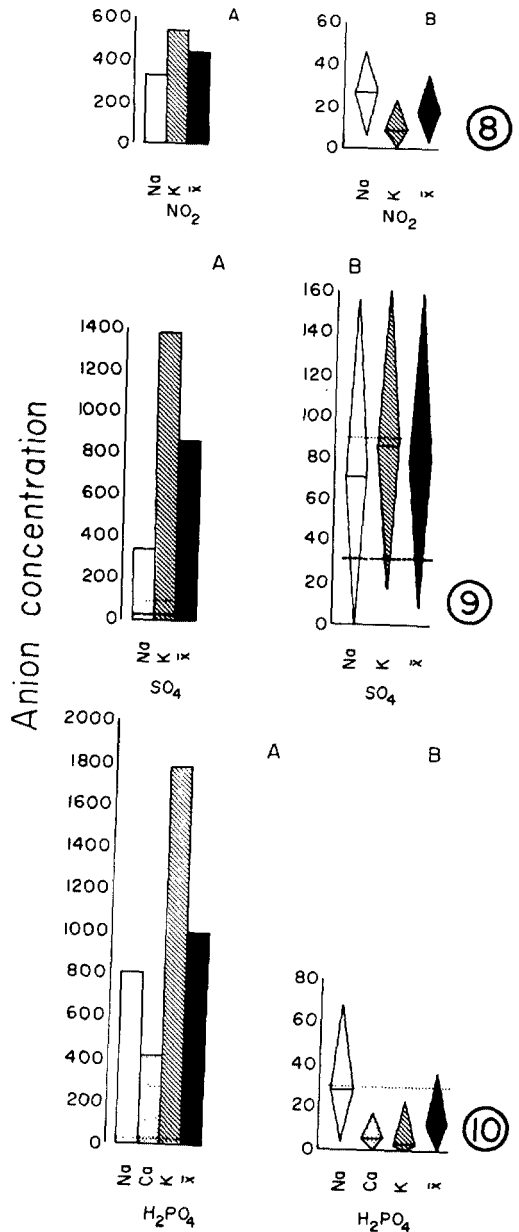 Anion concentration
A
600
400
200
0
Na
K
x̄
NO₂
B
60
40
20
0
Na
K
x̄
NO₂
8
A
1400
1200
1000
800
600
400
200
0
Na
K
x̄
SO₄
B
160
140
120
100
80
60
40
20
0
Na
K
x̄
SO₄
9
A
2000
1800
1600
1400
1200
1000
800
600
400
200
0
Na
Ca
K
x̄
H₂PO₄
B
80
60
40
20
0
Na
Ca
K
x̄
H₂PO₄
10